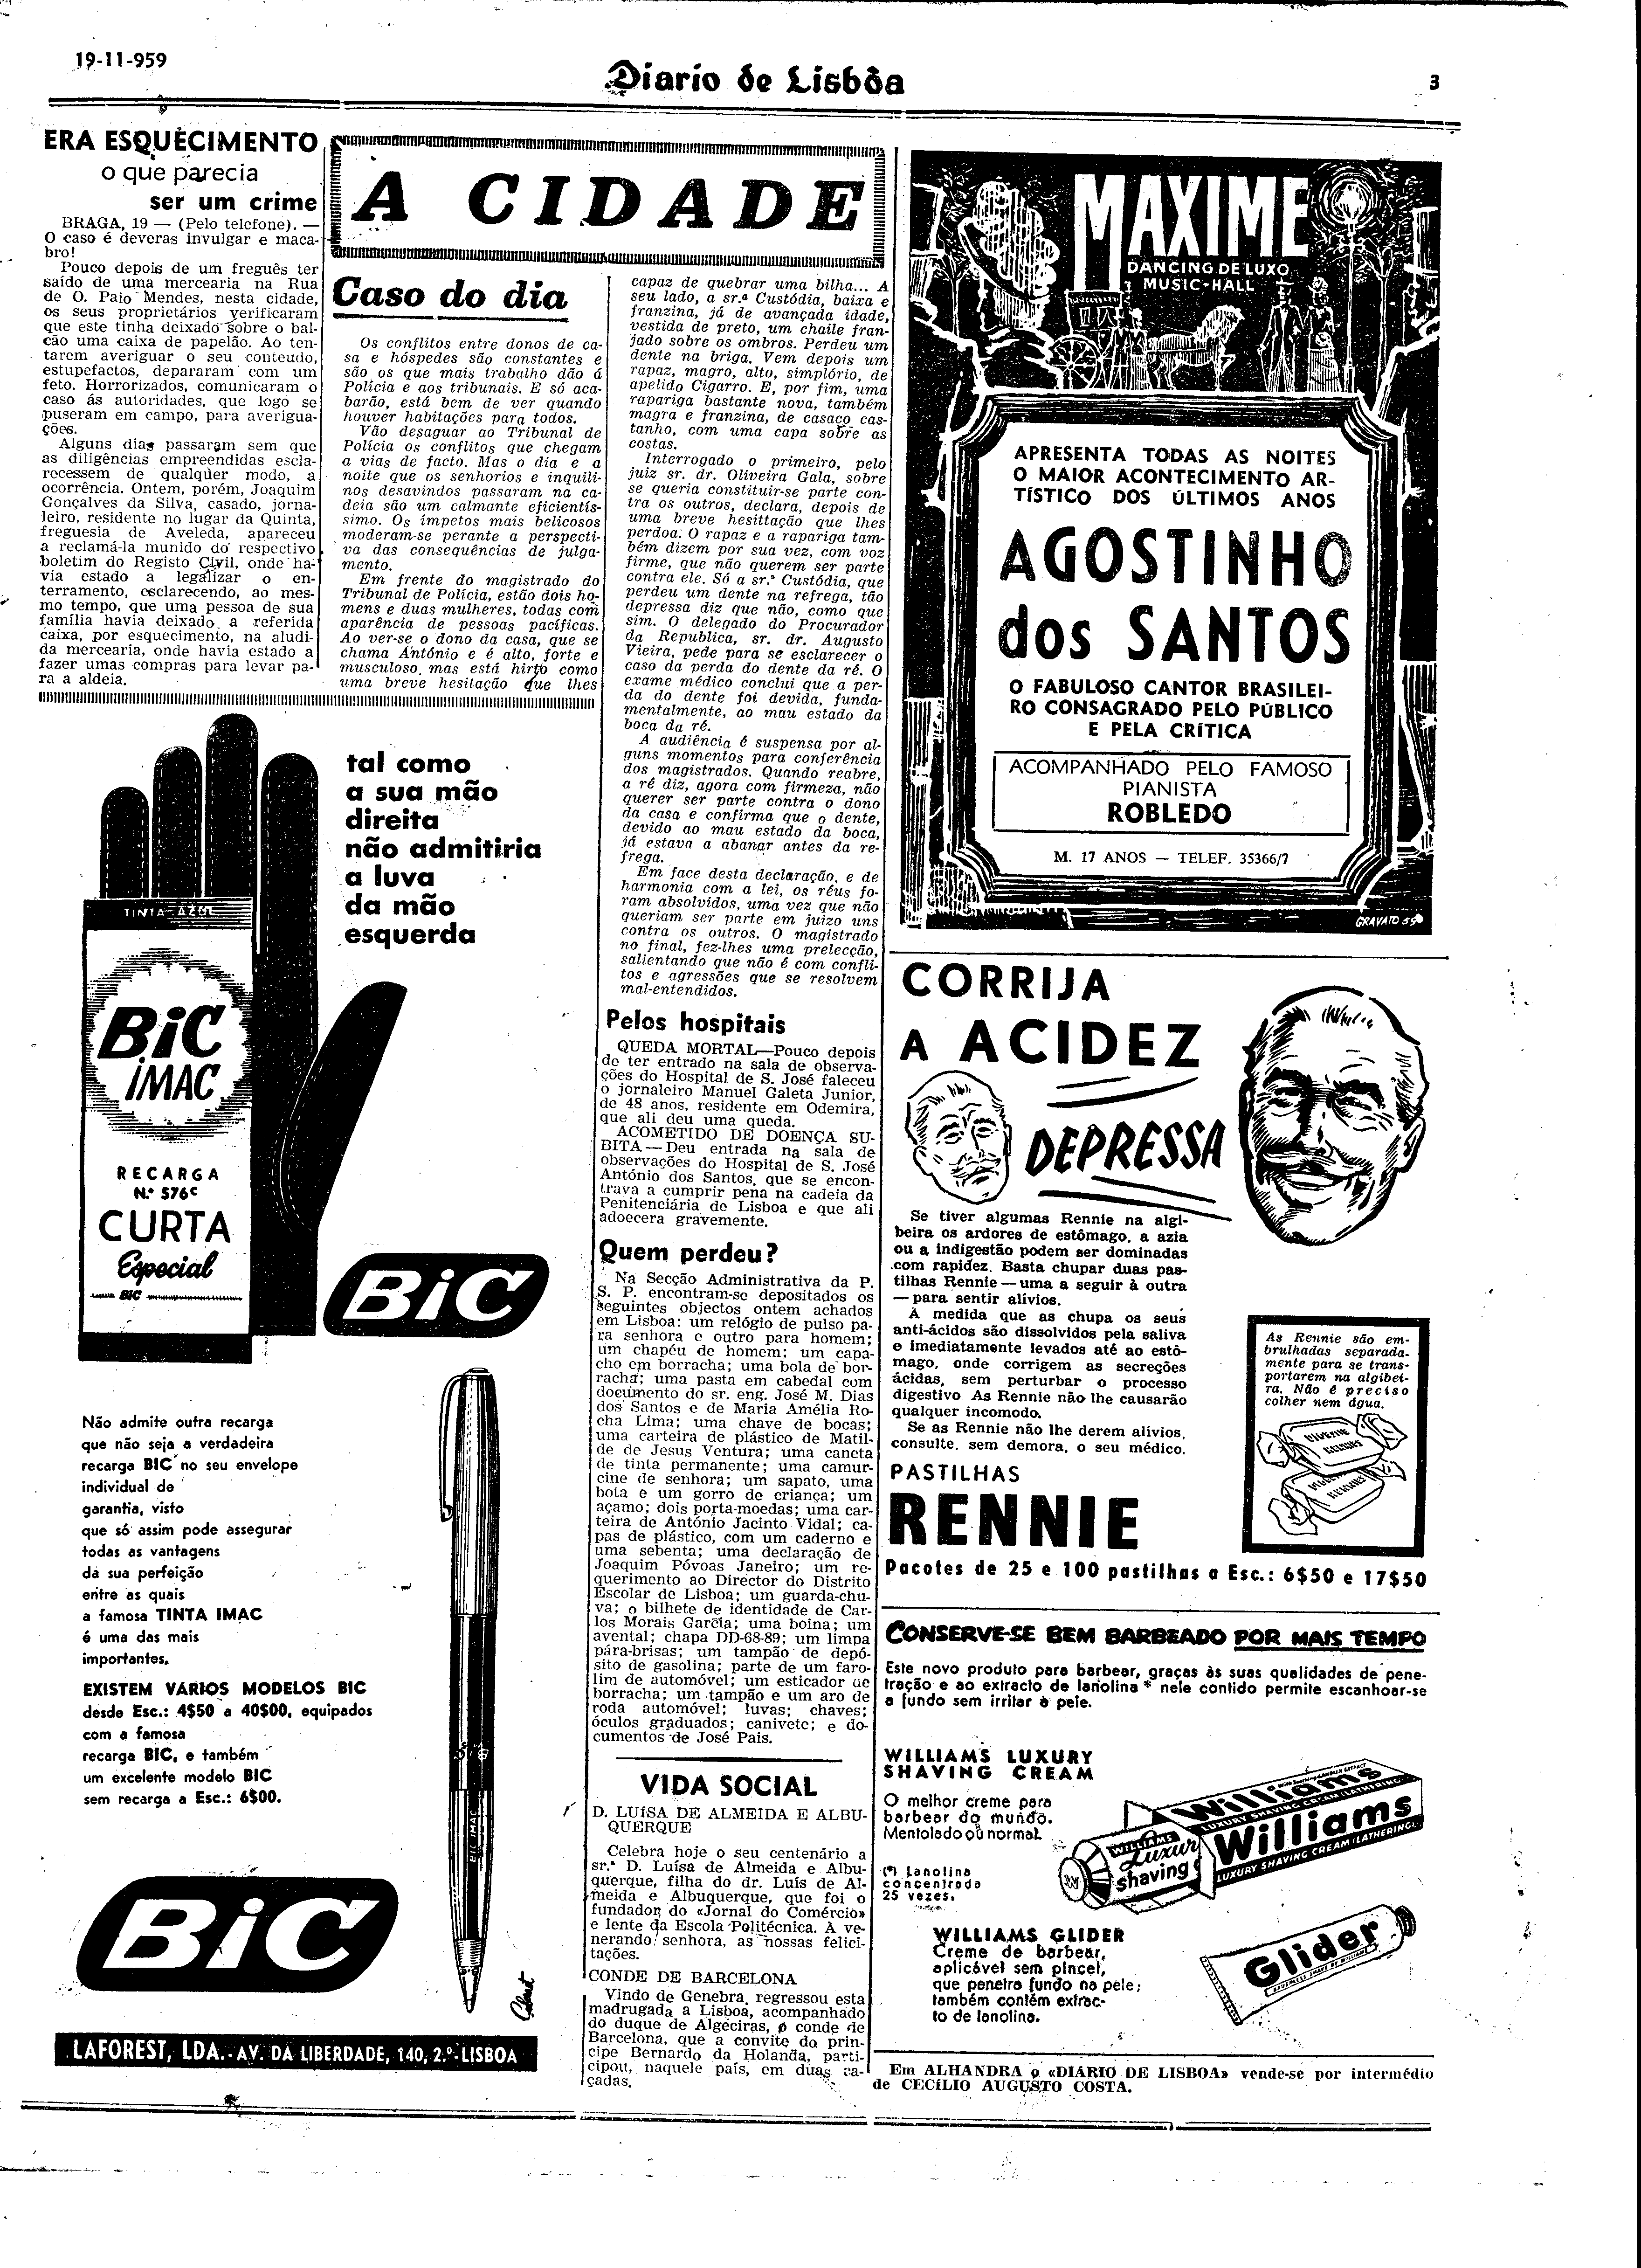 19-11-959
Diario de Lisbôa
3
ERA ESQUECIMENTO
o que parecia
ser um crime
BRAGA, 19 — (Pelo telefone). —
O caso é deveras invulgar e maca-
bro!
Pouco depois de um freguês ter
saído de uma mercearia na Rua
de O. Paio Mendes, nesta cidade,
os seus proprietários verificaram
que este tinha deixado sobre o bal-
cão uma caixa de papelão. Ao ten-
tarem averiguar o seu conteudo,
estupefactos, depararam com um
feto. Horrorizados, comunicaram o
caso ás autoridades, que logo se
puseram em campo, para averigua-
ções.
Alguns dias passaram sem que
as diligências empreendidas escla-
recessem de qualquer modo, a
ocorrência. Ontem, porém, Joaquim
Gonçalves da Silva, casado, jorna-
leiro, residente no lugar da Quinta,
freguesia de Aveleda, apareceu
a reclamá-la munido do respectivo
boletim do Registo Civil, onde ha-
via estado a legalizar o en-
terramento, esclarecendo, ao mes-
mo tempo, que uma pessoa de sua
família havia deixado a referida
caixa, por esquecimento, na aludi-
da mercearia, onde havia estado a
fazer umas compras para levar pa-
ra a aldeia.
A CIDADE
Caso do dia
Os conflitos entre donos de ca-
sa e hóspedes são constantes e
são os que mais trabalho dão á
Polícia e aos tribunais. E só aca-
barão, está bem de ver quando
houver habitações para todos.
Vão desaguar ao Tribunal de
Polícia os conflitos que chegam
a vias de facto. Mas o dia e a
noite que os senhorios e inquili-
nos desavindos passaram na ca-
deia são um calmante eficientís-
simo. Os ímpetos mais belicosos
moderam-se perante a perspecti-
va das consequências de julga-
mento.
Em frente do magistrado do
Tribunal de Polícia, estão dois ho-
mens e duas mulheres, todas com
aparência de pessoas pacíficas.
Ao ver-se o dono da casa, que se
chama António e é alto, forte e
musculoso mas está hirto como
uma breve hesitação que lhes
capaz de quebrar uma bilha... A
seu lado, a sr.ª Custódia, baixa e
franzina, já de avançada idade,
vestida de preto, um chaile fran-
jado sobre os ombros. Perdeu um
dente na briga. Vem depois um
rapaz, magro, alto, simplório, de
apelido Cigarro. E, por fim, uma
rapariga bastante nova, também
magra e franzina, de casaco cas-
tanho, com uma capa sobre as
costas.
Interrogado o primeiro, pelo
juiz sr. dr. Oliveira Gala, sobre
se queria constituir-se parte con-
tra os outros, declara, depois de
uma breve hesittação que lhes
perdoa. O rapaz e a rapariga tam-
bém dizem por sua vez, com voz
firme, que não querem ser parte
contra ele. Só a sr.ª Custódia, que
perdeu um dente na refrega, tão
depressa diz que não, como que
sim. O delegado do Procurador
da Republica, sr. dr. Augusto
Vieira, pede para se esclarecer o
caso da perda do dente da ré. O
exame médico conclui que a per-
da do dente foi devida, funda-
mentalmente, ao mau estado da
boca da ré.
A audiência é suspensa por al-
guns momentos para conferência
dos magistrados. Quando reabre,
a ré diz, agora com firmeza, não
querer ser parte contra o dono
da casa e confirma que o dente,
devido ao mau estado da boca,
já estava a abanar antes da re-
frega.
Em face desta declaração, e de
harmonia com a lei, os réus fo-
ram absolvidos, uma vez que não
queriam ser parte em juízo uns
contra os outros. O magistrado
no final, fez-lhes uma prelecção,
salientando que não é com confli-
tos e agressões que se resolvem
mal-entendidos.
Pelos hospitais
QUEDA MORTAL—Pouco depois
de ter entrado na sala de observa-
ções do Hospital de S. José faleceu
o jornaleiro Manuel Galeta Junior,
de 48 anos, residente em Odemira,
que ali deu uma queda.
ACOMETIDO DE DOENÇA SU-
BITA — Deu entrada na sala de
observações do Hospital de S. José
António dos Santos, que se encon-
trava a cumprir pena na cadeia da
Penitenciária de Lisboa e que ali
adoecera gravemente.
Quem perdeu?
Na Secção Administrativa da P.
S. P. encontram-se depositados os
seguintes objectos ontem achados
em Lisboa: um relógio de pulso pa-
ra senhora e outro para homem;
um chapéu de homem; um capa-
cho em borracha; uma bola de bor-
racha; uma pasta em cabedal com
documento do sr. eng. José M. Dias
dos Santos e de Maria Amélia Ro-
cha Lima; uma chave de bocas;
uma carteira de plástico de Matil-
de de Jesus Ventura; uma caneta
de tinta permanente; uma camur-
cine de senhora; um sapato, uma
bota e um gorro de criança; um
açamo; dois porta-moedas; uma car-
teira de António Jacinto Vidal; ca-
pas de plástico, com um caderno e
uma sebenta; uma declaração de
Joaquim Póvoas Janeiro; um re-
querimento ao Director do Distrito
Escolar de Lisboa; um guarda-chu-
va; o bilhete de identidade de Car-
los Morais Garcia; uma boina; um
avental; chapa DD-68-89; um limpa
pára-brisas; um tampão de depó-
sito de gasolina; parte de um faro-
lim de automóvel; um esticador de
borracha; um tampão e um aro de
roda automóvel; luvas; chaves;
óculos graduados; canivete; e do-
cumentos de José Pais.
VIDA SOCIAL
D. LUÍSA DE ALMEIDA E ALBU-
QUERQUE
Celebra hoje o seu centenário a
sr.ª D. Luísa de Almeida e Albu-
querque, filha do dr. Luís de Al-
meida e Albuquerque, que foi o
fundador do «Jornal do Comércio»
e lente da Escola Politécnica. À ve-
neranda senhora, as nossas felici-
tações.
CONDE DE BARCELONA
Vindo de Genebra, regressou esta
madrugada a Lisboa, acompanhado
do duque de Algeciras, o conde de
Barcelona, que a convite do prín-
cipe Bernardo da Holanda, parti-
cipou, naquele país, em duas ca-
çadas.
tal como
a sua mão
direita
não admitiria
a luva
da mão
esquerda
TINTA AZUL
BiC
IMAC
RECARGA
N.º 576c
CURTA
Especial
BiC
BiC
Não admite outra recarga
que não seja a verdadeira
recarga BIC no seu envelope
individual de
garantia, visto
que só assim pode assegurar
todas as vantagens
da sua perfeição
entre as quais
a famosa TINTA IMAC
é uma das mais
importantes.
EXISTEM VÁRIOS MODELOS BIC
desde Esc.: 4$50 a 40$00, equipados
com a famosa
recarga BIC, e também
um excelente modelo BIC
sem recarga a Esc.: 6$00.
BIC IMAC
BiC
LAFOREST, LDA. - AV. DA LIBERDADE, 140, 2.º - LISBOA
MAXIME
DANCING DE LUXO
MUSIC-HALL
APRESENTA TODAS AS NOITES
O MAIOR ACONTECIMENTO AR-
TÍSTICO DOS ÚLTIMOS ANOS
AGOSTINHO
dos SANTOS
O FABULOSO CANTOR BRASILEI-
RO CONSAGRADO PELO PÚBLICO
E PELA CRÍTICA
ACOMPANHADO PELO FAMOSO
PIANISTA
ROBLEDO
M. 17 ANOS — TELEF. 35366/7
GRAVATO 59
CORRIJA
A ACIDEZ
DEPRESSA
Se tiver algumas Rennie na algi-
beira os ardores de estômago, a azia
ou a indigestão podem ser dominadas
com rapidez. Basta chupar duas pas-
tilhas Rennie — uma a seguir à outra
— para sentir alívios.
À medida que as chupa os seus
anti-ácidos são dissolvidos pela saliva
e imediatamente levados até ao estô-
mago, onde corrigem as secreções
ácidas, sem perturbar o processo
digestivo. As Rennie não lhe causarão
qualquer incomodo.
Se as Rennie não lhe derem alívios,
consulte, sem demora, o seu médico.
As Rennie são em-
brulhadas separada-
mente para se trans-
portarem na algibei-
ra. Não é preciso
colher nem água.
PASTILHAS
RENNIE
Pacotes de 25 e 100 pastilhas a Esc.: 6$50 e 17$50
CONSERVE-SE BEM BARBEADO POR MAIS TEMPO
Este novo produto para barbear, graças às suas qualidades de pene-
tração e ao extracto de lanolina * nele contido permite escanhoar-se
a fundo sem irritar a pele.
WILLIAMS LUXURY
SHAVING CREAM
O melhor creme para
barbear do mundo.
Mentolado ou normal.
(*) lanolina
concentrada
25 vezes.
Williams
LUXURY SHAVING CREAM (LATHERING)
Williams
LUXURY SHAVING CREAM (LATHERING)
WILLIAMS
Luxury
shaving
WILLIAMS GLIDER
Creme de barbear,
aplicável sem pincel,
que penetra fundo na pele;
também contém extrac-
to de lanolina.
Glider
Em ALHANDRA o «DIÁRIO DE LISBOA» vende-se por intermédio
de CECÍLIO AUGUSTO COSTA.